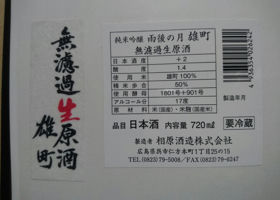 無濾過生原酒
雄町
純米吟醸 雨後の月 雄町
無濾過生原酒
日本酒度 +2
酸度 1.4
使用米 雄町100%
精米歩合 50%
使用酵母 1801号+901号
アルコール分 17度
原材料 米(国産)・米麹(国産米)
製造年月
品目 日本酒 内容量 720ml 要冷蔵
製造者 相原酒造株式会社
広島県呉市仁方本町1丁目25の15
TEL (0823)79-5008/FAX (0823)79-6247